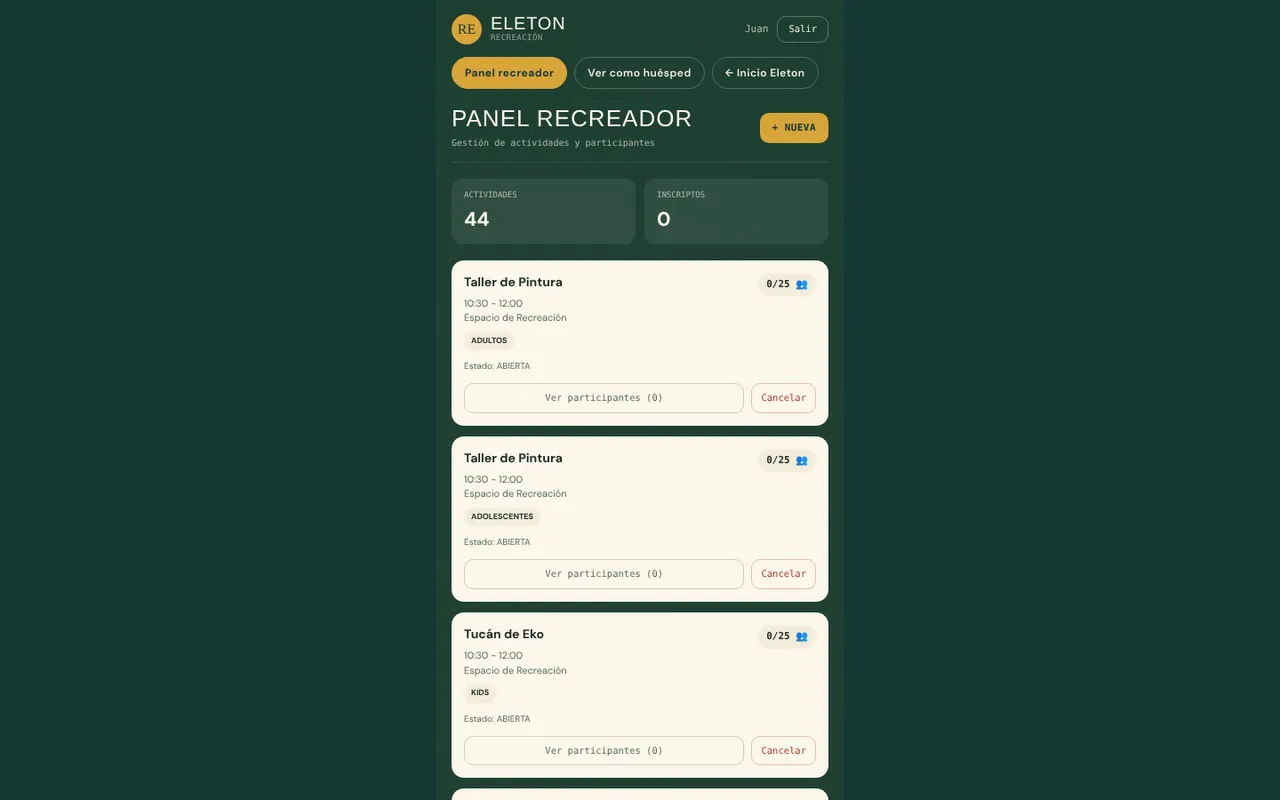 RE
ELETON
RECREACIÓN
Juan
Salir
Panel recreador
Ver como huésped
← Inicio Eleton
PANEL RECREADOR
Gestión de actividades y participantes
+ NUEVA
ACTIVIDADES
44
INSCRIPTOS
0
Taller de Pintura
0/25 👥
10:30 – 12:00
Espacio de Recreación
ADULTOS
Estado: ABIERTA
Ver participantes (0)
Cancelar
Taller de Pintura
0/25 👥
10:30 – 12:00
Espacio de Recreación
ADOLESCENTES
Estado: ABIERTA
Ver participantes (0)
Cancelar
Tucán de Eko
0/25 👥
10:30 – 12:00
Espacio de Recreación
KIDS
Estado: ABIERTA
Ver participantes (0)
Cancelar